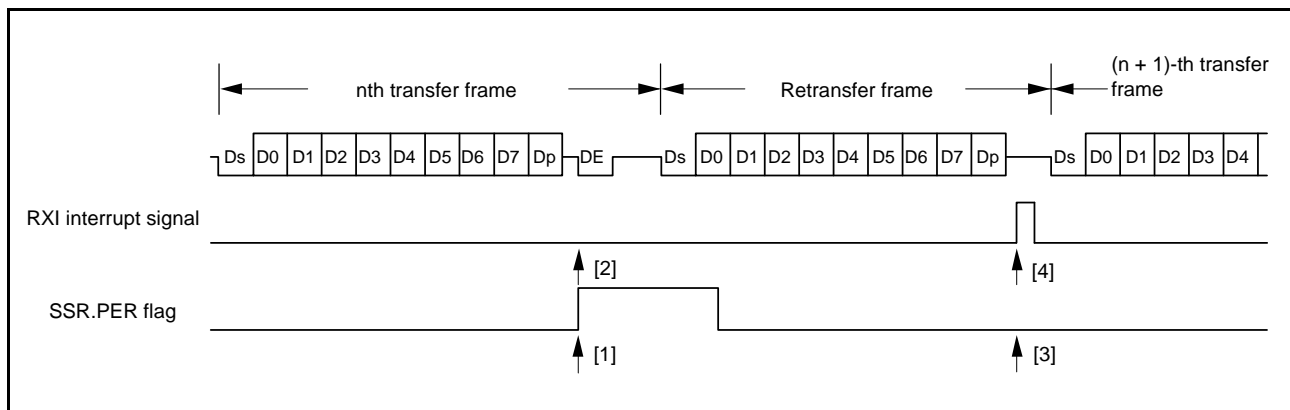 nth transfer frame
Retransfer frame
(n + 1)-th transfer
frame
Ds D0 D1 D2 D3 D4 D5 D6 D7 Dp DE Ds D0 D1 D2 D3 D4 D5 D6 D7 Dp Ds D0 D1 D2 D3 D4
RXI interrupt signal
[2] [4]
SSR.PER flag
[1] [3]